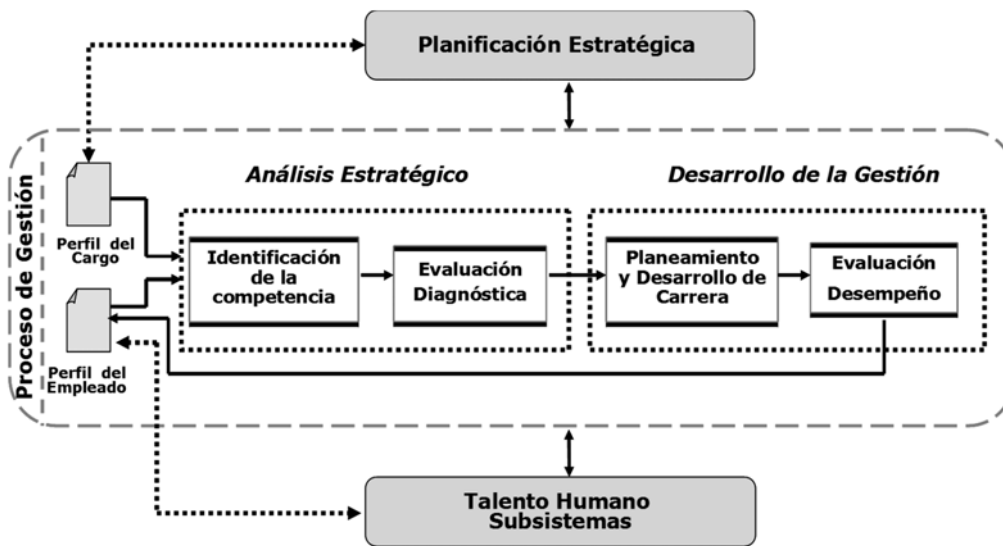 Planificación Estratégica
Proceso de Gestión
Análisis Estratégico
Desarrollo de la Gestión
Perfil del
Cargo
Identificación
de la
competencia
Evaluación
Diagnóstica
Planeamiento
y Desarrollo de
Carrera
Evaluación
Desempeño
Perfil del
Empleado
Talento Humano
Subsistemas